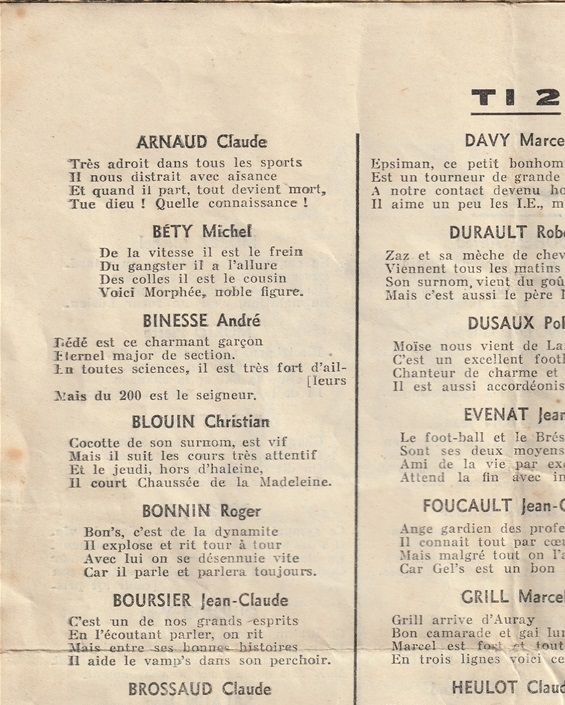 TI 2
ARNAUD Claude
Très adroit dans tous les sports
Il nous distrait avec aisance
Et quand il part, tout devient mort,
Tue dieu ! Quelle connaissance !
BÉTY Michel
De la vitesse il est le frein
Du gangster il a l'allure
Des colles il est le cousin
Voici Morphée, noble figure.
BINESSE André
Dédé est ce charmant garçon
Eternel major de section.
En toutes sciences, il est très fort d'ail-
[leurs
Mais du 200 est le seigneur.
BLOUIN Christian
Cocotte de son surnom, est vif
Mais il suit les cours très attentif
Et le jeudi, hors d'haleine,
Il court Chaussée de la Madeleine.
BONNIN Roger
Bon's, c'est de la dynamite
Il explose et rit tour à tour
Avec lui on se désennuie vite
Car il parle et parlera toujours.
BOURSIER Jean-Claude
C'est un de nos grands esprits
En l'écoutant parler, on rit
Mais entre ses bonnes histoires
Il aide le vamp's dans son perchoir.
BROSSAUD Claude
DAVY Marce
Epsiman, ce petit bonhom
Est un tourneur de grande
A notre contact devenu ho
Il aime un peu les I.E., m
DURAULT Rob
Zaz et sa mèche de chev
Viennent tous les matins
Son surnom, vient du goû
Mais c'est aussi le père
DUSAUX Po
Moïse nous vient de La
C'est un excellent foot
Chanteur de charme et
Il est aussi accordéonis
EVENAT Jea
Le foot-ball et le Brés
Sont ses deux moyens
Ami de la vie par ex
Attend la fin avec in
FOUCAULT Jean-
Ange gardien des profe
Il connaît tout par cœu
Mais malgré tout on l'a
Car Gel's est un bon
GRILL Marce
Grill arrive d'Auray
Bon camarade et gai lu
Marcel est fort et tout
En trois lignes voici ce
HEULOT Claud